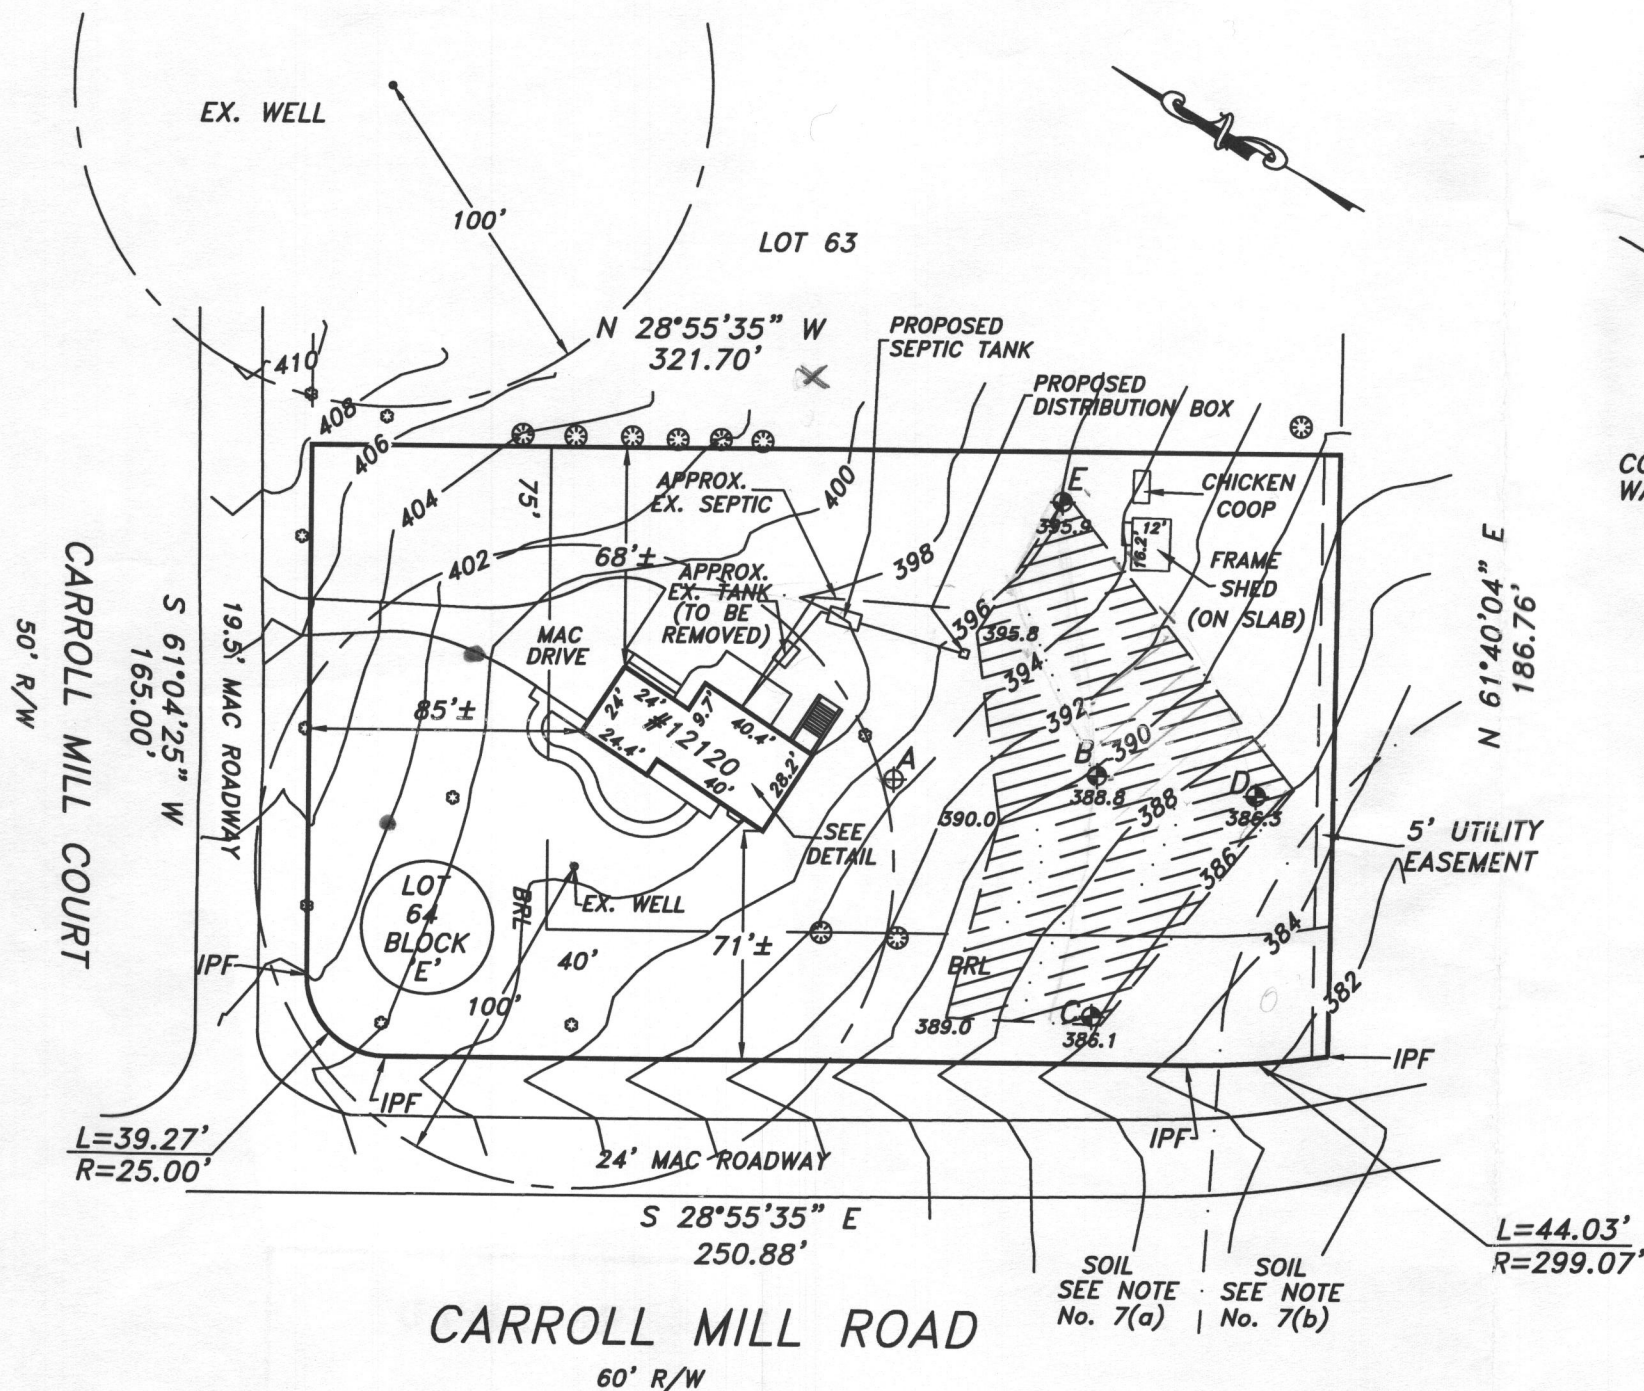 EX. WELL
100'
LOT 63
N 28°55'35" W
321.70'
PROPOSED
SEPTIC TANK
PROPOSED
DISTRIBUTION BOX
410
408
406
404
402
400
398
396
394
392
390
388
386
384
382
75'
APPROX.
EX. SEPTIC
68'±
APPROX.
EX. TANK
(TO BE
REMOVED)
MAC
DRIVE
E
395.9
CHICKEN
COOP
12'
16.2'
FRAME
SHED
(ON SLAB)
395.8
CARROLL MILL COURT
50' R/W
S 61°04'25" W
165.00'
19.5' MAC ROADWAY
85'±
24'
24'
9.7'
40.4'
#12120
24.4'
40'
28.2'
A
B
388.8
D
386.3
390.0
N 61°40'04" E
186.76'
SEE
DETAIL
5' UTILITY
EASEMENT
LOT
64
BLOCK
'E'
BRL
EX. WELL
71'±
40'
100'
BRL
IPF
C
389.0
386.1
IPF
IPF
IPF
L=39.27'
R=25.00'
24' MAC ROADWAY
S 28°55'35" E
250.88'
L=44.03'
R=299.07'
SOIL
SEE NOTE
No. 7(a)
SOIL
SEE NOTE
No. 7(b)
CARROLL MILL ROAD
60' R/W